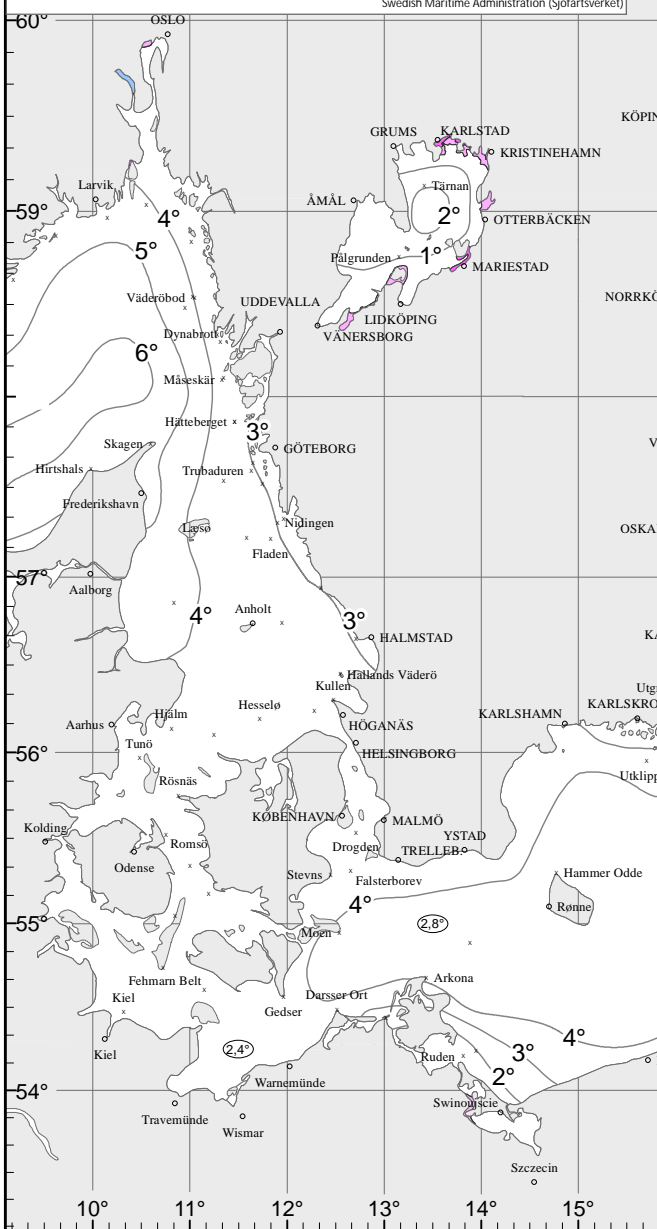 Swedish Maritime Administration (Sjöfartsverket)
60°
OSLO
KÖPIN
GRUMS
KARLSTAD
KRISTINEHAMN
Larvik
Tärnan
ÅMÅL
59°
4°
2°
OTTERBÄCKEN
5°
1°
Pålgrunden
MARIESTAD
Väderöbod
UDDEVALLA
NORRKÖ
LIDKÖPING
Dynabrott
VÄNERSBORG
6°
Måseskär
Hätteberget
3°
Skagen
GÖTEBORG
V
Hirtshals
Trubaduren
Frederikshavn
Læsø
Nidingen
OSKA
Fladen
57°
Aalborg
4°
Anholt
3°
HALMSTAD
KA
Hallands Väderö
Kullen
Utg
Hesselø
KARLSHAMN
KARLSKRO
Hjälm
Aarhus
HÖGANÄS
Tunö
56°
HELSINGBORG
Utklipp
Rösnäs
KØBENHAVN
MALMÖ
Kolding
YSTAD
Romsö
Drogden
TRELLEB.
Odense
Stevns
Falsterborev
Hammer Odde
4°
Rønne
55°
2,8°
Moen
Fehmarn Belt
Arkona
Kiel
Darsser Ort
Gedser
4°
Kiel
2,4°
3°
Ruden
2°
Warnemünde
54°
Swinoujscie
Travemünde
Wismar
Szczecin
10°
11°
12°
13°
14°
15°